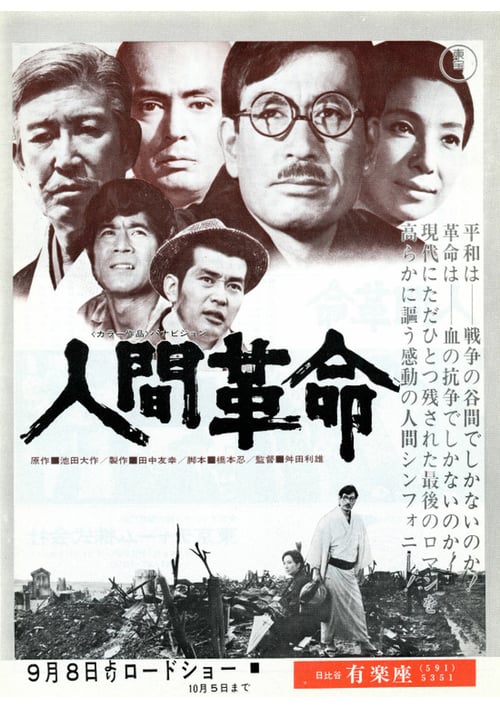 東宝
平和は――戦争の谷間でしかないのか!
革命は――血の抗争でしかないのか!
現代にただひとつ残された最後のロマンを
高らかに謳う感動の人間シンフォニー!
〈カラー作品〉パナビジョン
人間革命
原作■池田大作/製作■田中友幸/脚本■橋本忍/監督■舛田利雄
9月8日よりロードショー■
10月5日まで
日比谷 有楽座 (591)5351